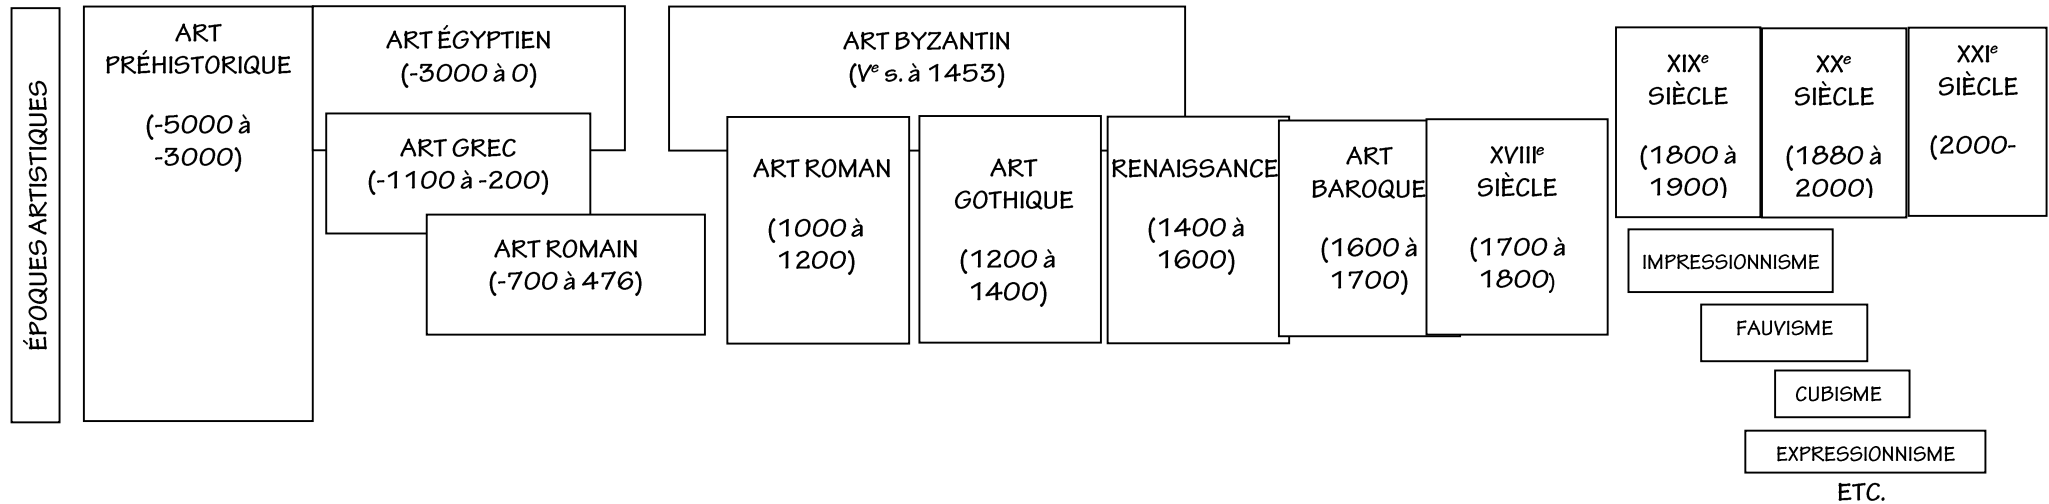 ÉPOQUES ARTISTIQUES
ART
PRÉHISTORIQUE
(-5000 à
-3000)
ART ÉGYPTIEN
(-3000 à 0)
ART GREC
(-1100 à -200)
ART ROMAIN
(-700 à 476)
ART BYZANTIN
(Ve s. à 1453)
ART ROMAN
(1000 à
1200)
ART
GOTHIQUE
(1200 à
1400)
RENAISSANCE
(1400 à
1600)
ART
BAROQUE
(1600 à
1700)
XVIIIe
SIÈCLE
(1700 à
1800)
XIXe
SIÈCLE
(1800 à
1900)
XXe
SIÈCLE
(1880 à
2000)
XXIe
SIÈCLE
(2000-
IMPRESSIONNISME
FAUVISME
CUBISME
EXPRESSIONNISME
ETC.